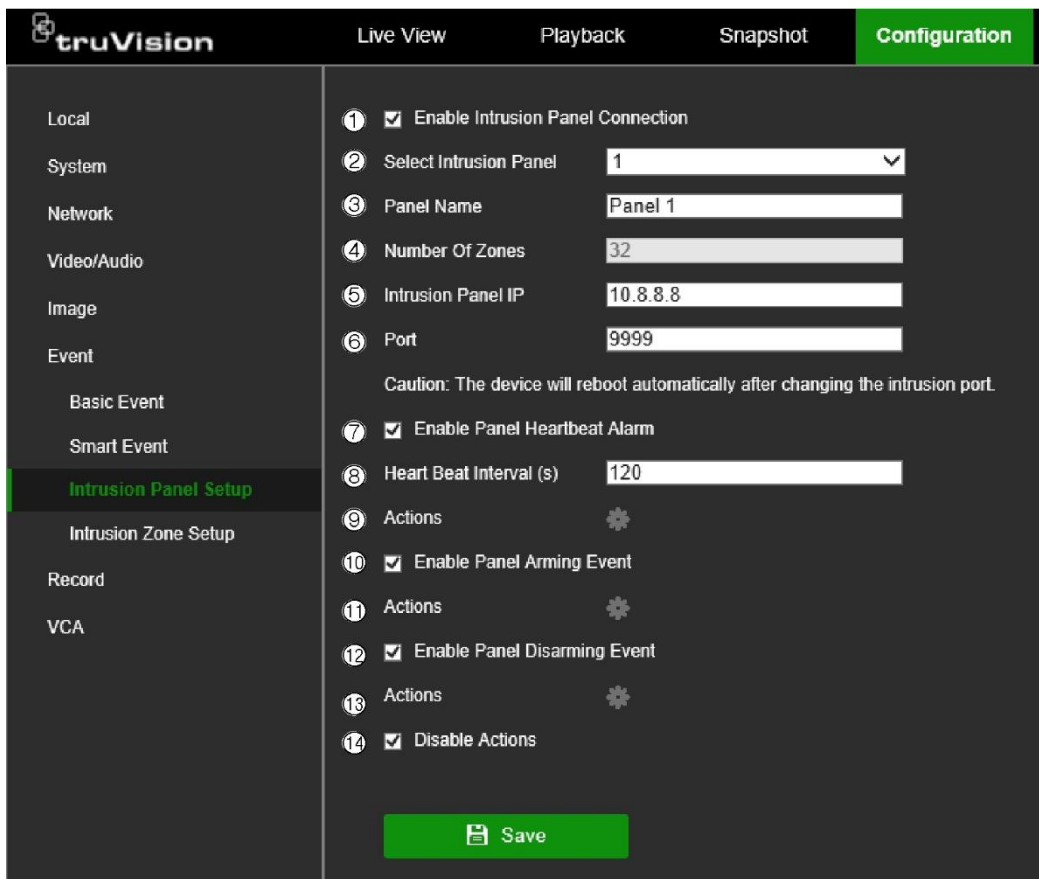 truVision
Live View Playback Snapshot Configuration
Local
System
Network
Video/Audio
Image
Event
Basic Event
Smart Event
Intrusion Panel Setup
Intrusion Zone Setup
Record
VCA
① Enable Intrusion Panel Connection
② Select Intrusion Panel 1
③ Panel Name Panel 1
④ Number Of Zones 32
⑤ Intrusion Panel IP 10.8.8.8
⑥ Port 9999
Caution: The device will reboot automatically after changing the intrusion port.
⑦ Enable Panel Heartbeat Alarm
⑧ Heart Beat Interval (s) 120
⑨ Actions
⑩ Enable Panel Arming Event
⑪ Actions
⑫ Enable Panel Disarming Event
⑬ Actions
⑭ Disable Actions
Save